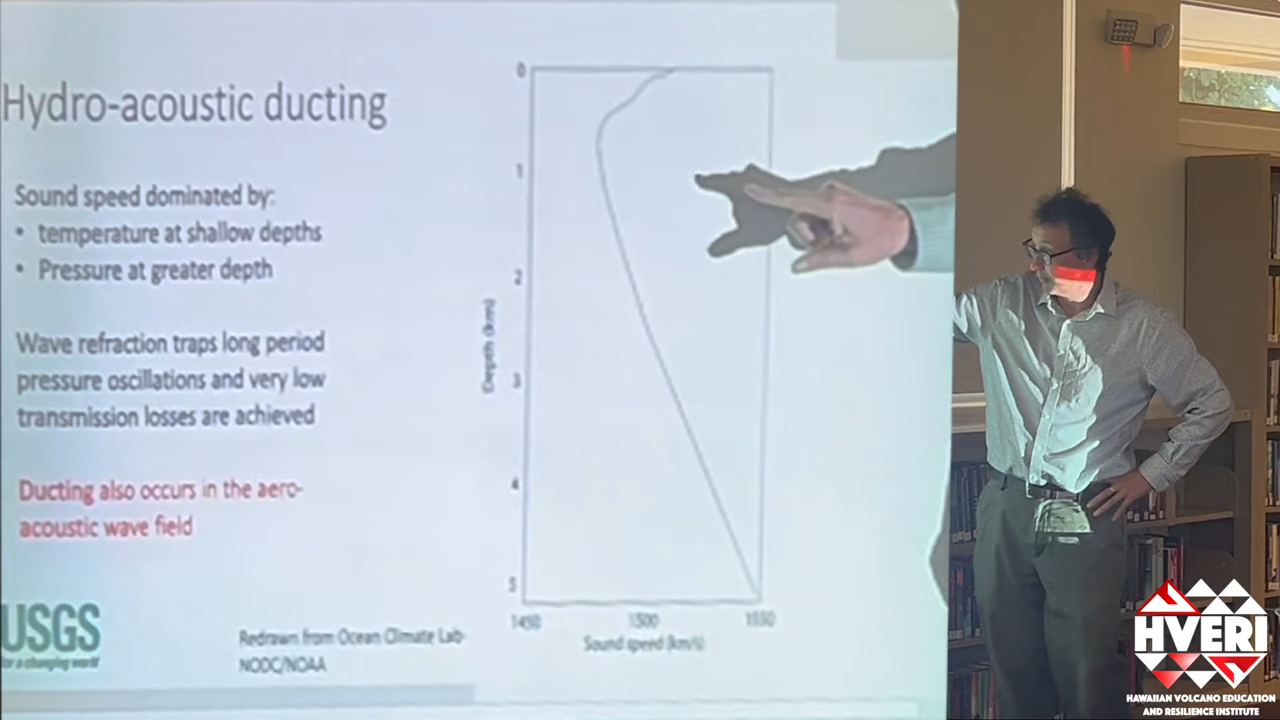 Hydro-acoustic ducting
Sound speed dominated by:
• temperature at shallow depths
• Pressure at greater depth
Wave refraction traps long period
pressure oscillations and very low
transmission losses are achieved
Ducting also occurs in the aero-
acoustic wave field
USGS
for a changing world
Redrawn from Ocean Climate Lab-
NODC/NOAA
0
1
2
3
4
5
Depth (km)
1450
1500
1550
Sound speed (km/s)
HVERI
HAWAIIAN VOLCANO EDUCATION
AND RESILIENCE INSTITUTE